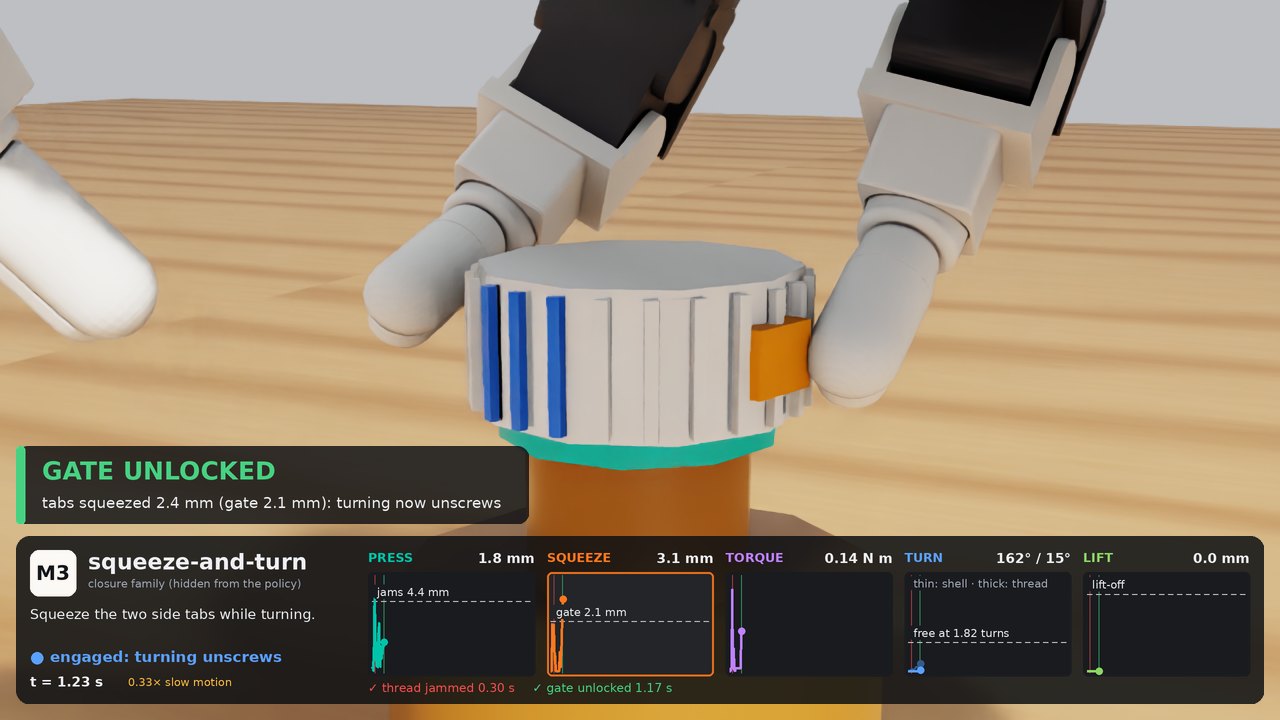 GATE UNLOCKED
tabs squeezed 2.4 mm (gate 2.1 mm): turning now unscrews
M3
squeeze-and-turn
closure family (hidden from the policy)
Squeeze the two side tabs while turning.
● engaged: turning unscrews
t = 1.23 s
0.33× slow motion
PRESS 1.8 mm
jams 4.4 mm
SQUEEZE 3.1 mm
gate 2.1 mm
TORQUE 0.14 N m
TURN 162° / 15°
thin: shell · thick: thread
free at 1.82 turns
LIFT 0.0 mm
lift-off
✓ thread jammed 0.30 s
✓ gate unlocked 1.17 s